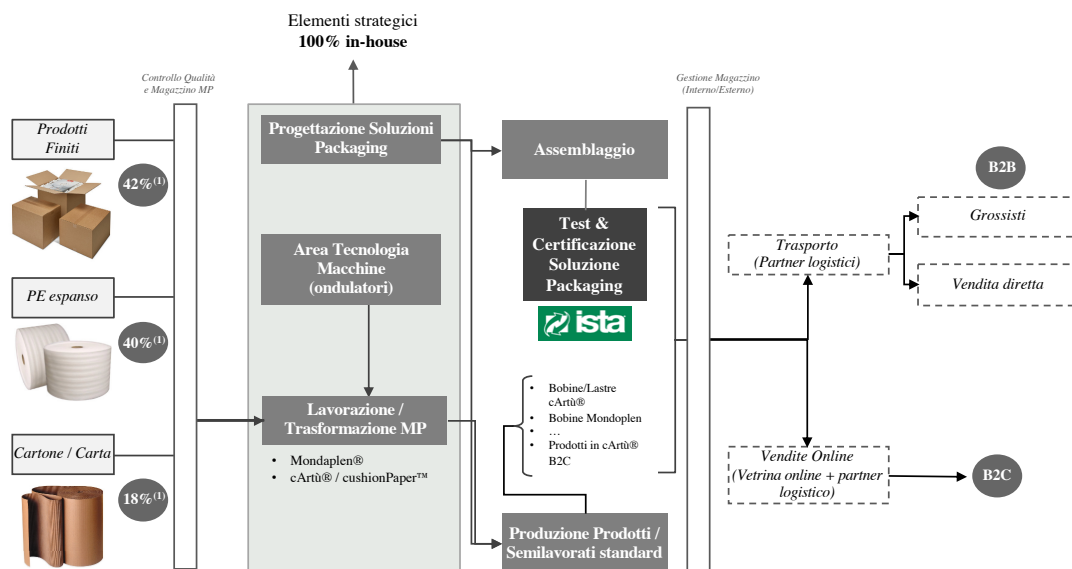 Elementi strategici
100% in-house
Controllo Qualità
e Magazzino MP
Gestione Magazzino
(Interno/Esterno)
Prodotti
Finiti
42%(1)
PE espanso
40%(1)
Cartone / Carta
18%(1)
Progettazione Soluzioni
Packaging
Area Tecnologia
Macchine
(ondulatori)
Lavorazione /
Trasformazione MP
• Mondaplen®
• cArtù® / cushionPaper™
Assemblaggio
Test &
Certificazione
Soluzione
Packaging
ista
• Bobine/Lastre
cArtù®
• Bobine Mondoplen
• …
• Prodotti in cArtù®
B2C
Produzione Prodotti /
Semilavorati standard
Trasporto
(Partner logistici)
B2B
Grossisti
Vendita diretta
Vendite Online
(Vetrina online + partner
logistico)
B2C